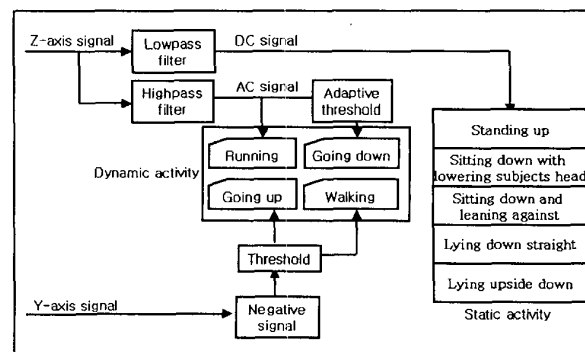 Z-axis signal
Lowpass
filter
DC signal
Highpass
filter
AC signal
Adaptive
threshold
Dynamic activity
Running
Going down
Going up
Walking
Threshold
Y-axis signal
Negative
signal
Standing up
Sitting down with
lowering subjects head
Sitting down and
leaning against
Lying down straight
Lying upside down
Static activity